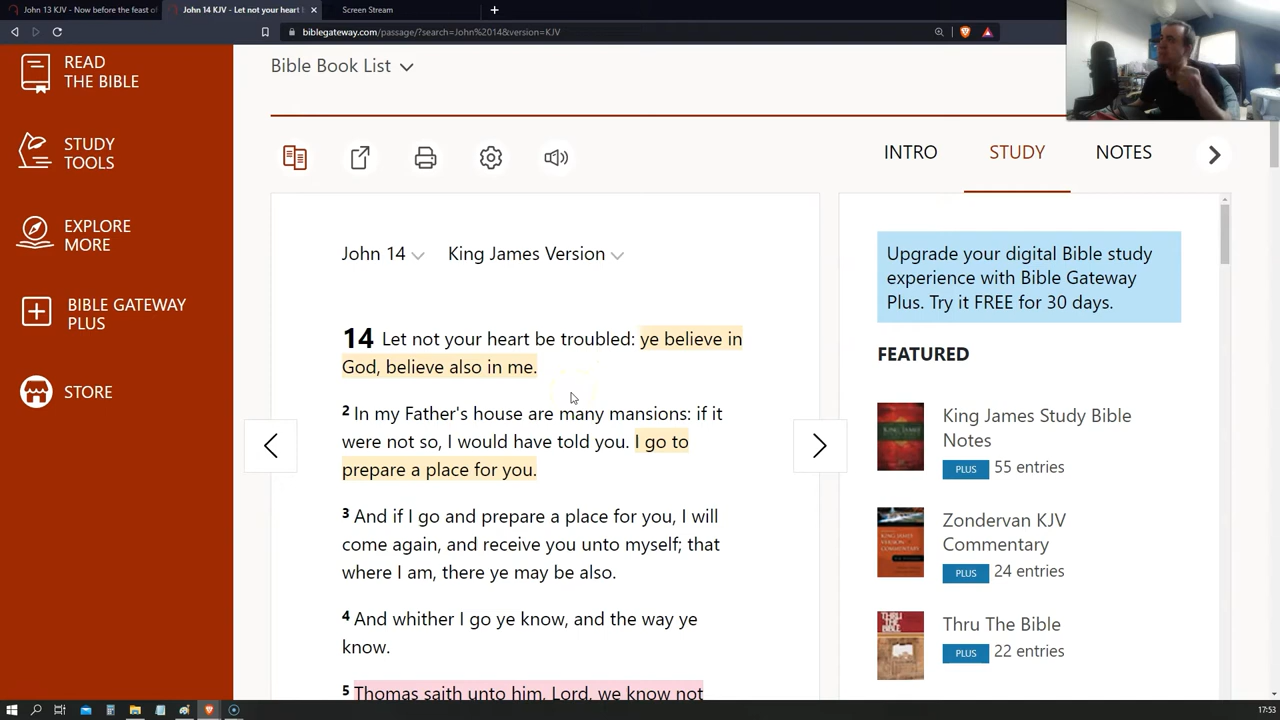 John 13 KJV - Now before the feast of
John 14 KJV - Let not your heart b
Screen Stream
biblegateway.com/passage/?search=John%2014&version=KJV
READ
THE BIBLE
STUDY
TOOLS
EXPLORE
MORE
BIBLE GATEWAY
PLUS
STORE
Bible Book List
INTRO
STUDY
NOTES
John 14
King James Version
14 Let not your heart be troubled: ye believe in
God, believe also in me.
2 In my Father's house are many mansions: if it
were not so, I would have told you. I go to
prepare a place for you.
3 And if I go and prepare a place for you, I will
come again, and receive you unto myself; that
where I am, there ye may be also.
4 And whither I go ye know, and the way ye
know.
5 Thomas saith unto him, Lord, we know not
Upgrade your digital Bible study
experience with Bible Gateway
Plus. Try it FREE for 30 days.
FEATURED
King James Study Bible
Notes
PLUS 55 entries
Zondervan KJV
Commentary
PLUS 24 entries
Thru The Bible
PLUS 22 entries
17:53